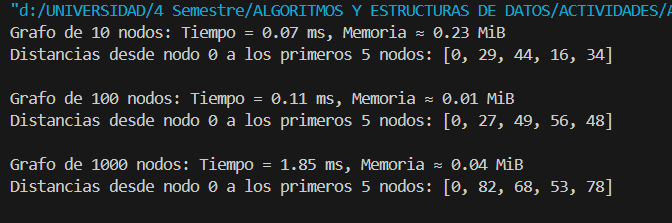 "d:/UNIVERSIDAD/4 Semestre/ALGORITMOS Y ESTRUCTURAS DE DATOS/ACTIVIDADES/A
Grafo de 10 nodos: Tiempo = 0.07 ms, Memoria ≈ 0.23 MiB
Distancias desde nodo 0 a los primeros 5 nodos: [0, 29, 44, 16, 34]
Grafo de 100 nodos: Tiempo = 0.11 ms, Memoria ≈ 0.01 MiB
Distancias desde nodo 0 a los primeros 5 nodos: [0, 27, 49, 56, 48]
Grafo de 1000 nodos: Tiempo = 1.85 ms, Memoria ≈ 0.04 MiB
Distancias desde nodo 0 a los primeros 5 nodos: [0, 82, 68, 53, 78]